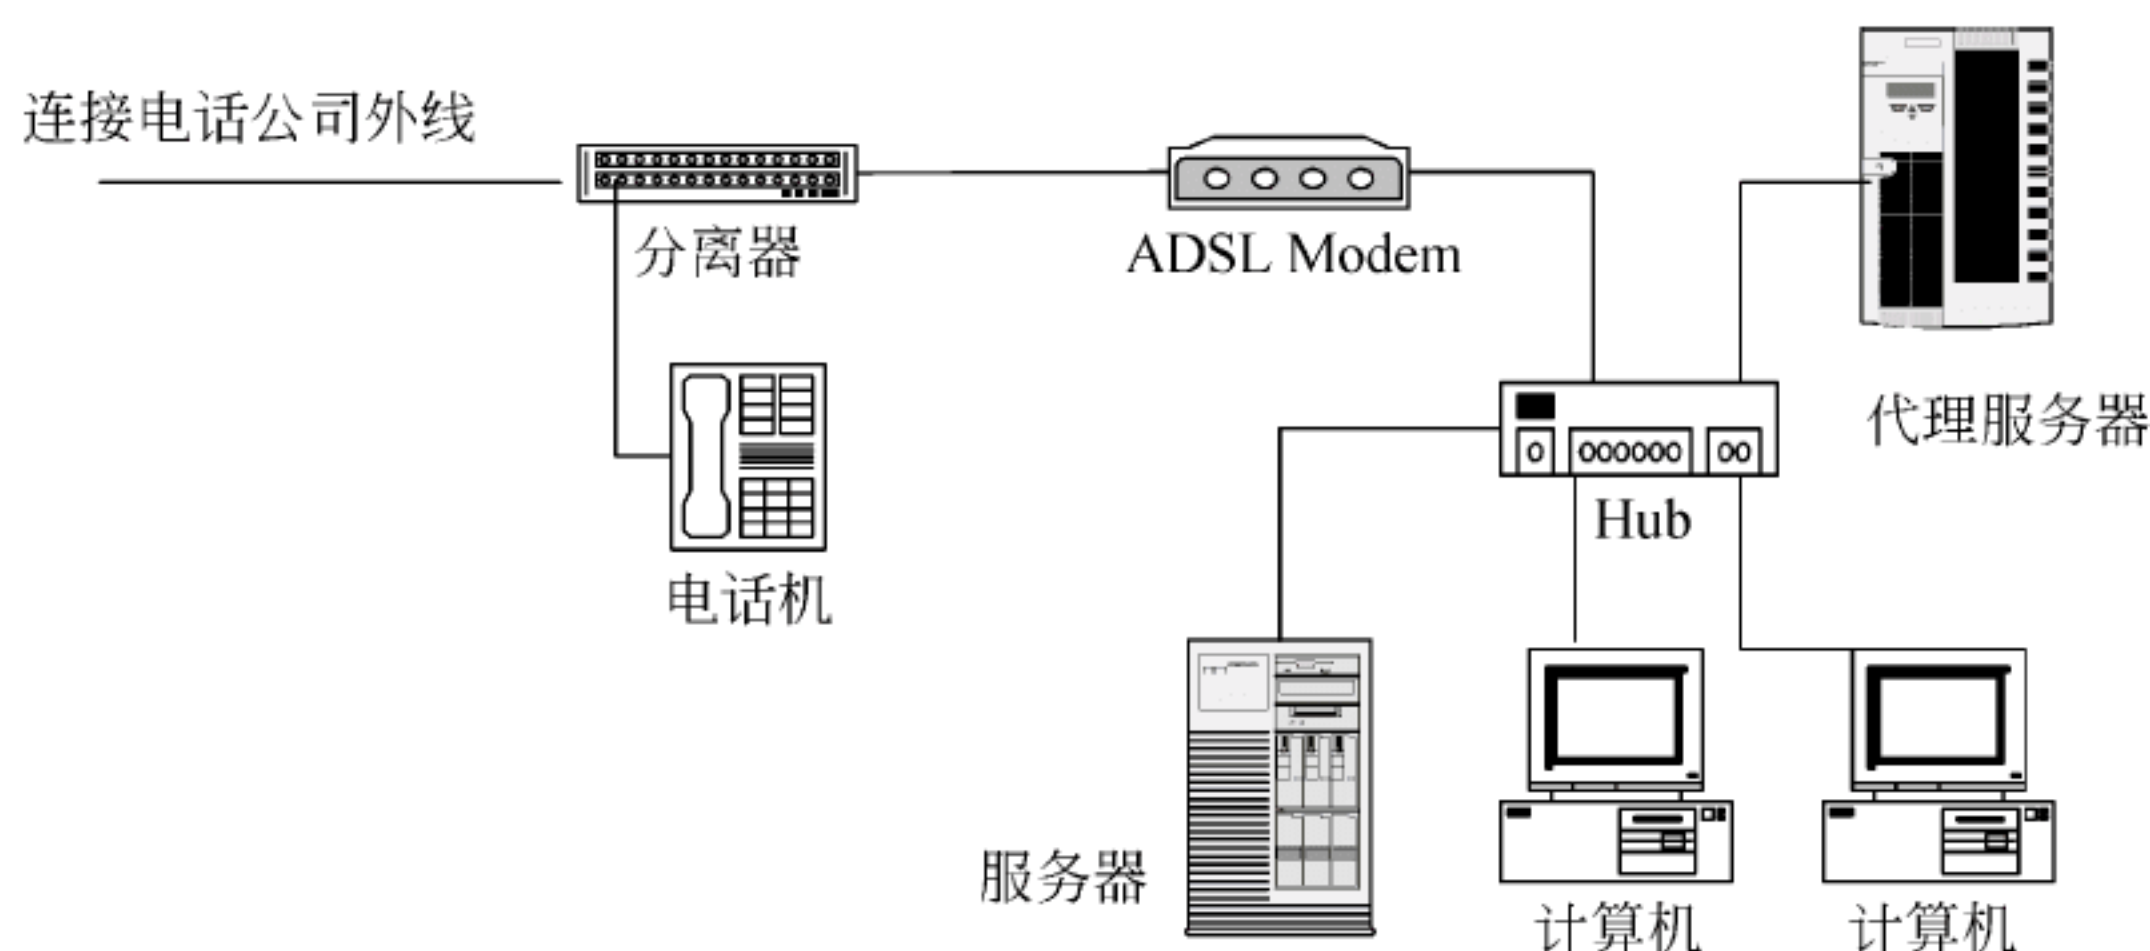 连接电话公司外线
分离器
ADSL Modem
电话机
代理服务器
Hub
服务器
计算机
计算机